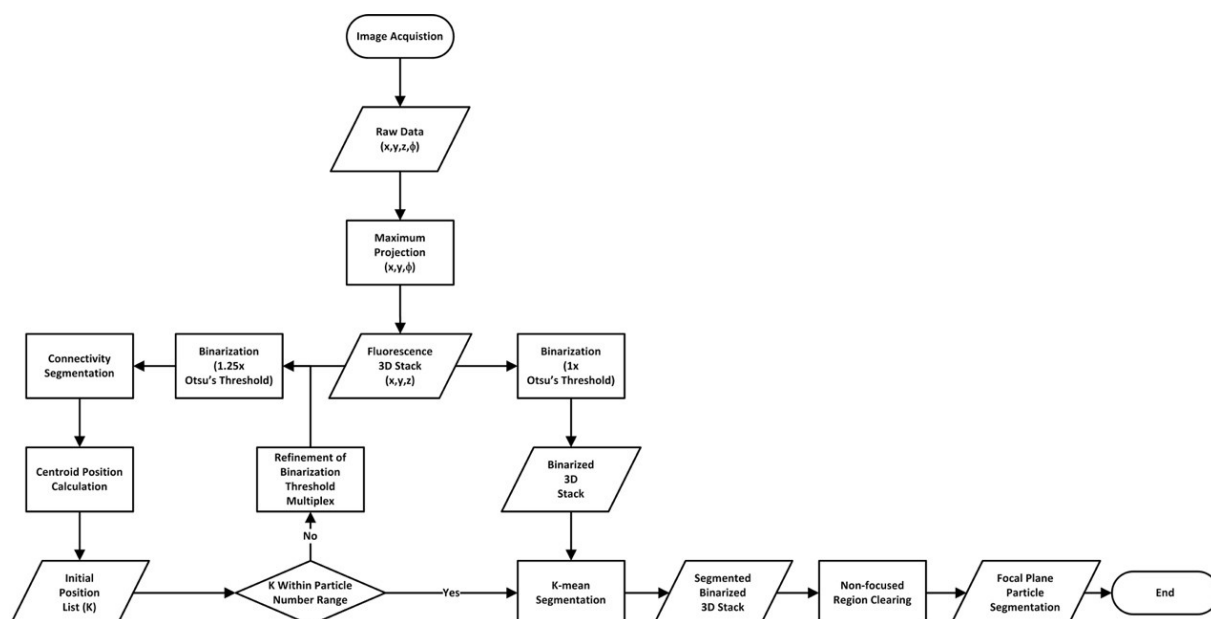 Image Acquistion
Raw Data
(x,y,z,ϕ)
Maximum
Projection
(x,y,ϕ)
Connectivity
Segmentation
Binarization
(1.25x
Otsu's Threshold)
Fluorescence
3D Stack
(x,y,z)
Binarization
(1x
Otsu's Threshold)
Centroid Position
Calculation
Refinement of
Binarization
Threshold
Multiplex
Binarized
3D
Stack
No
Initial
Position
List (K)
K Within Particle
Number Range
Yes
K-mean
Segmentation
Segmented
Binarized
3D Stack
Non-focused
Region Clearing
Focal Plane
Particle
Segmentation
End